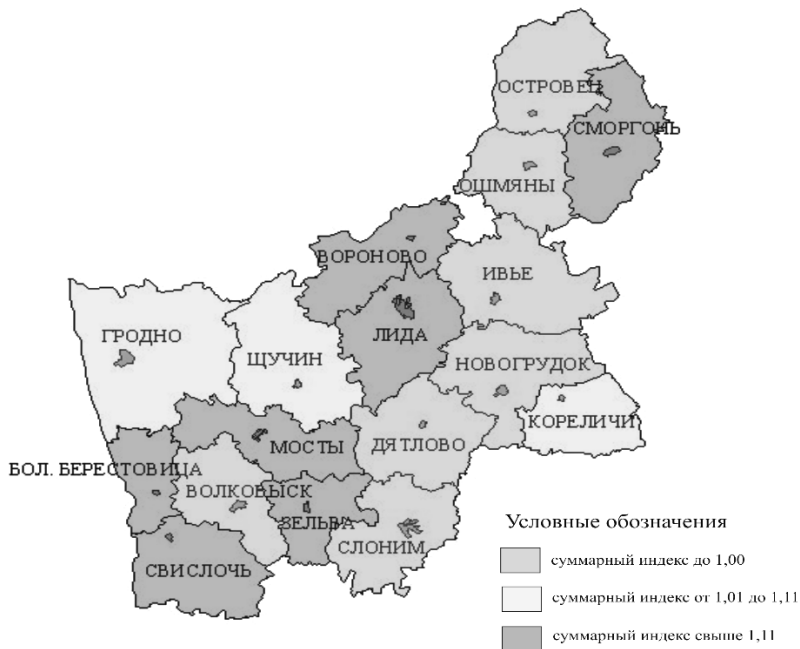 ОСТРОВЕЦ
СМОРГОНЬ
ОШМЯНЫ
ВОРОНОВО
ИВЬЕ
ГРОДНО
ЛИДА
ЩУЧИН
НОВОГРУДОК
КОРЕЛИЧИ
МОСТЫ
ДЯТЛОВО
БОЛ. БЕРЕСТОВИЦА
ВОЛКОВЫСК
ЗЕЛЬВА
СЛОНИМ
СВИСЛОЧЬ
Условные обозначения
суммарный индекс до 1,00
суммарный индекс от 1,01 до 1,11
суммарный индекс свыше 1,11